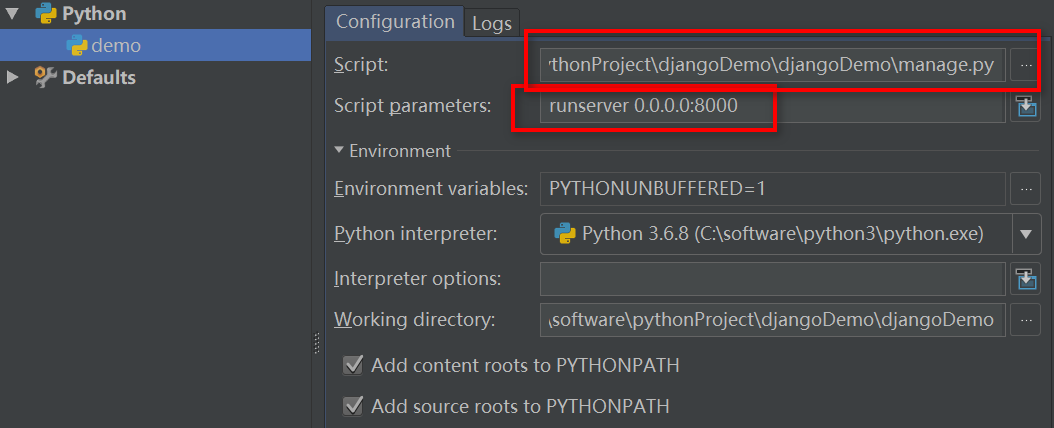 Python
demo
Defaults
Configuration
Logs
Script:
ythonProject\djangoDemo\djangoDemo\manage.py
...
Script parameters:
runserver 0.0.0.0:8000
Environment
Environment variables:
PYTHONUNBUFFERED=1
...
Python interpreter:
Python 3.6.8 (C:\software\python3\python.exe)
Interpreter options:
Working directory:
\software\pythonProject\djangoDemo\djangoDemo
...
Add content roots to PYTHONPATH
Add source roots to PYTHONPATH